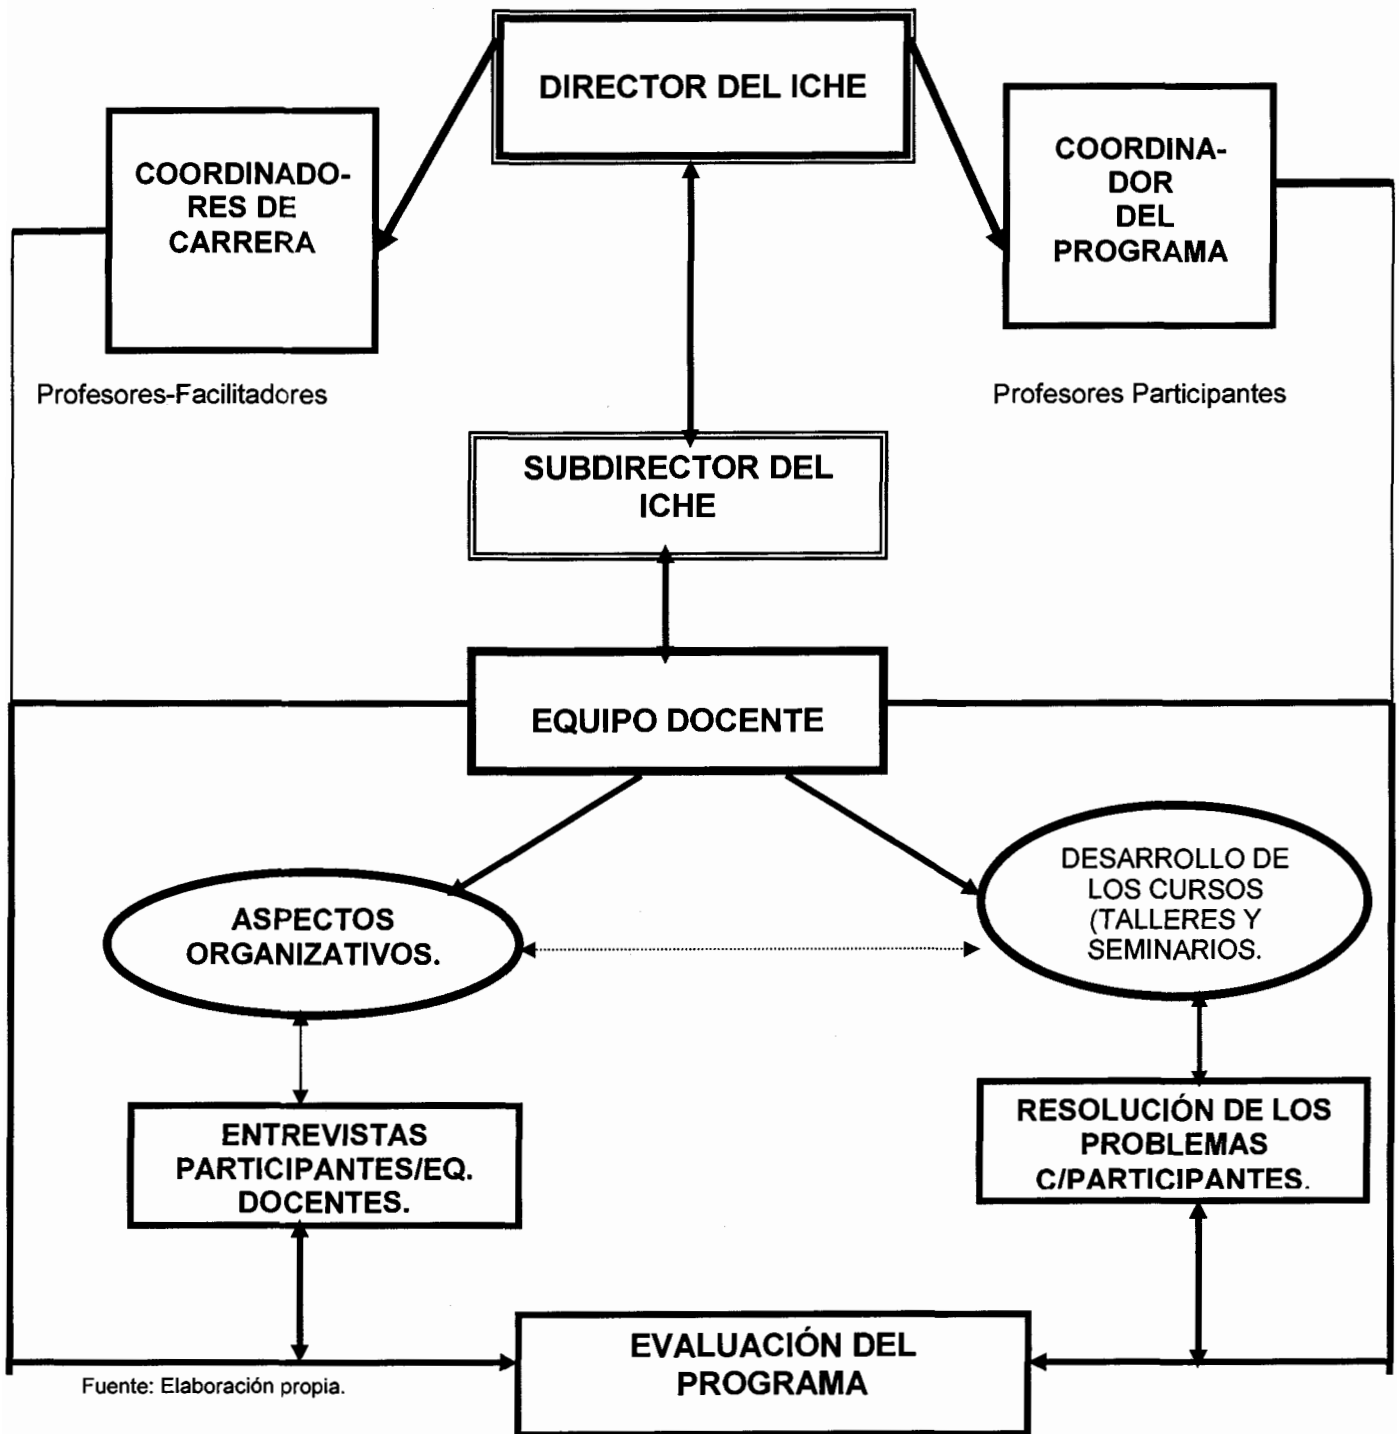 DIRECTOR DEL ICHE
COORDINADO-
RES DE
CARRERA
COORDINA-
DOR
DEL
PROGRAMA
Profesores-Facilitadores
Profesores Participantes
SUBDIRECTOR DEL
ICHE
EQUIPO DOCENTE
ASPECTOS
ORGANIZATIVOS.
DESARROLLO DE
LOS CURSOS
(TALLERES Y
SEMINARIOS.
ENTREVISTAS
PARTICIPANTES/EQ.
DOCENTES.
RESOLUCIÓN DE LOS
PROBLEMAS
C/PARTICIPANTES.
EVALUACIÓN DEL
PROGRAMA
Fuente: Elaboración propia.